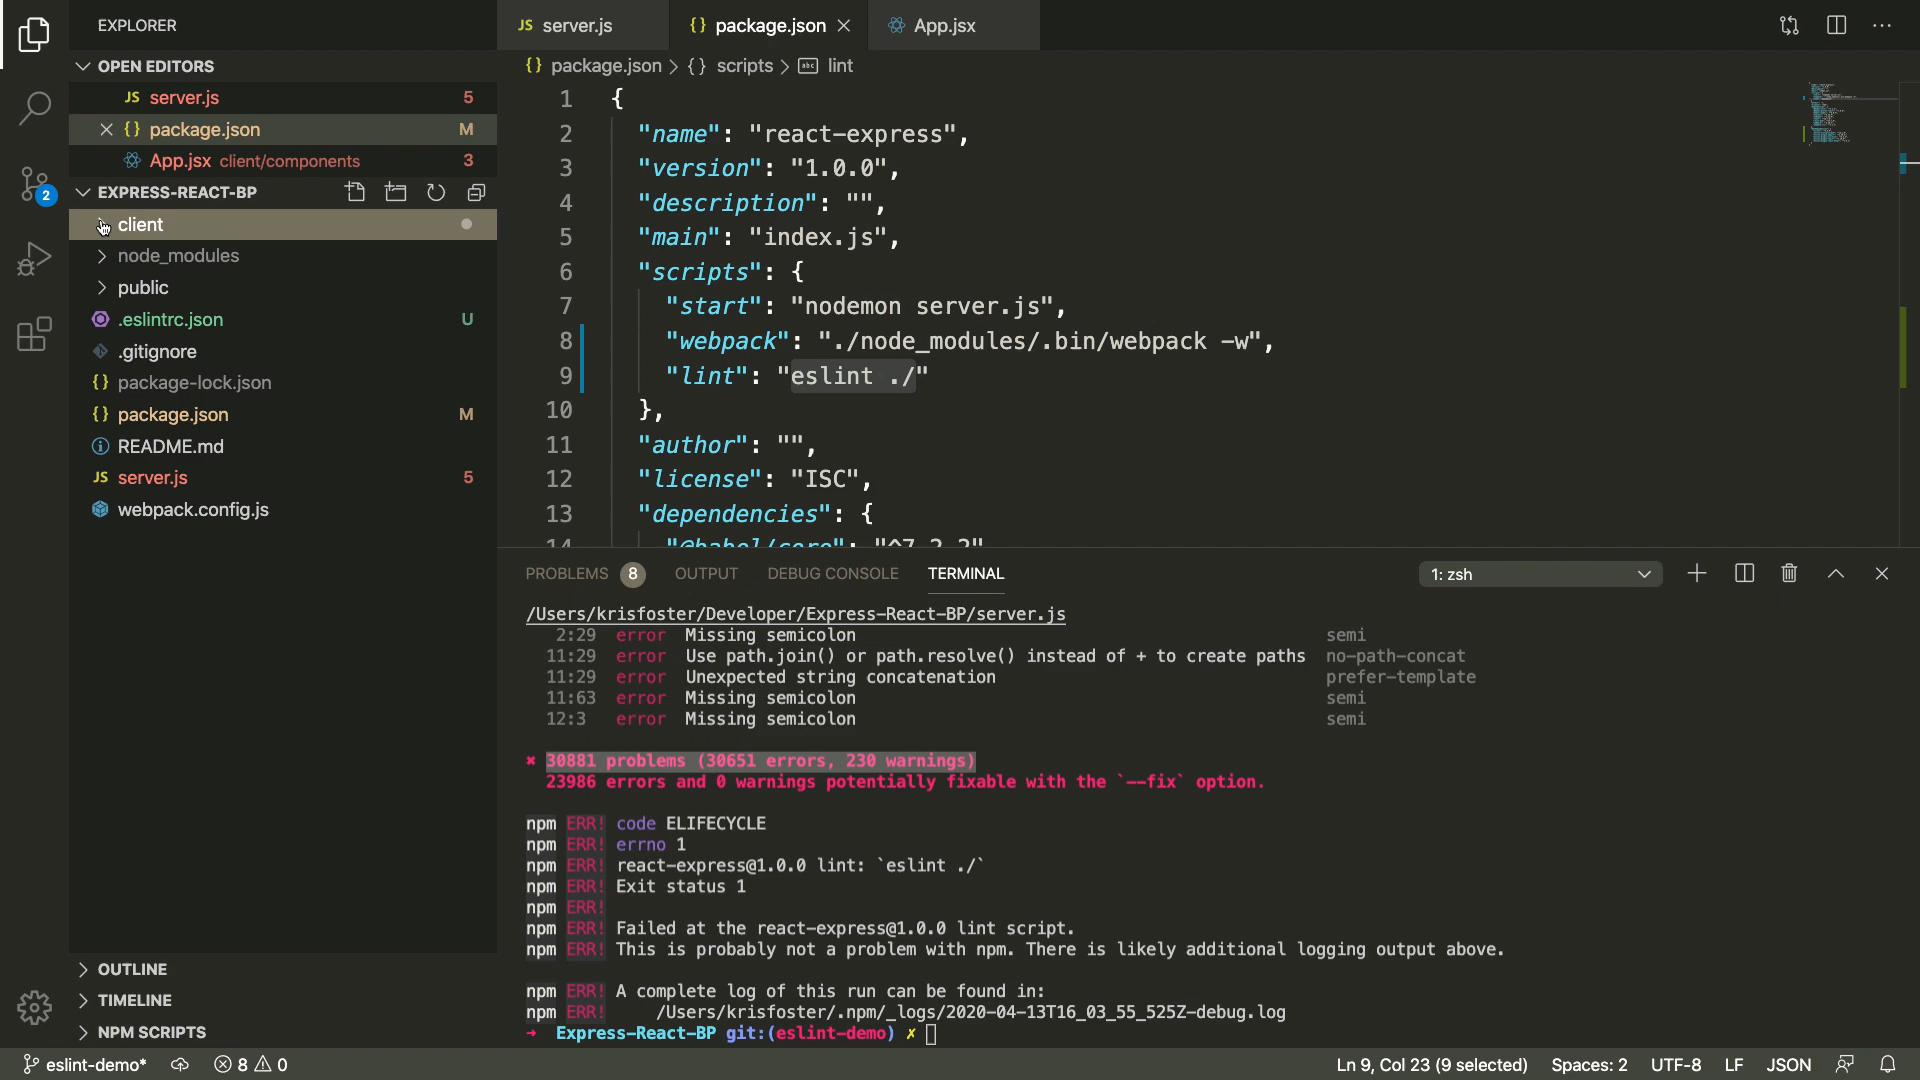 EXPLORER
OPEN EDITORS
JS server.js 5
{} package.json M
App.jsx client/components 3
EXPRESS-REACT-BP
2
client
node_modules
public
.eslintrc.json U
.gitignore
{} package-lock.json
{} package.json M
README.md
JS server.js 5
webpack.config.js
OUTLINE
TIMELINE
NPM SCRIPTS
JS server.js
{} package.json
App.jsx
{} package.json > {} scripts > abc lint
1 {
2 "name": "react-express",
3 "version": "1.0.0",
4 "description": "",
5 "main": "index.js",
6 "scripts": {
7 "start": "nodemon server.js",
8 "webpack": "./node_modules/.bin/webpack -w",
9 "lint": "eslint ./"
10 },
11 "author": "",
12 "license": "ISC",
13 "dependencies": {
14 "@babel/core": "^7.2.2"
PROBLEMS 8 OUTPUT DEBUG CONSOLE TERMINAL 1: zsh
/Users/krisfoster/Developer/Express-React-BP/server.js
2:29 error Missing semicolon semi
11:29 error Use path.join() or path.resolve() instead of + to create paths no-path-concat
11:29 error Unexpected string concatenation prefer-template
11:63 error Missing semicolon semi
12:3 error Missing semicolon semi
✖ 30881 problems (30651 errors, 230 warnings)
23986 errors and 0 warnings potentially fixable with the `--fix` option.
npm ERR! code ELIFECYCLE
npm ERR! errno 1
npm ERR! react-express@1.0.0 lint: `eslint ./`
npm ERR! Exit status 1
npm ERR!
npm ERR! Failed at the react-express@1.0.0 lint script.
npm ERR! This is probably not a problem with npm. There is likely additional logging output above.
npm ERR! A complete log of this run can be found in:
npm ERR! /Users/krisfoster/.npm/_logs/2020-04-13T16_03_55_525Z-debug.log
→ Express-React-BP git:(eslint-demo) ✗
eslint-demo* 8 0 Ln 9, Col 23 (9 selected) Spaces: 2 UTF-8 LF JSON